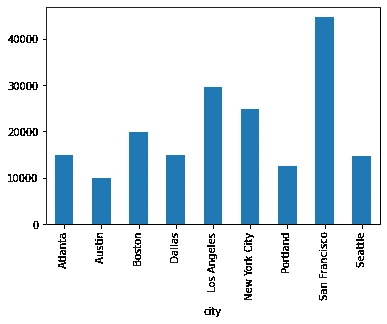 40000
30000
20000
10000
0
Atlanta
Austin
Boston
Dallas
Los Angeles
New York City
Portland
San Francisco
Seattle
city